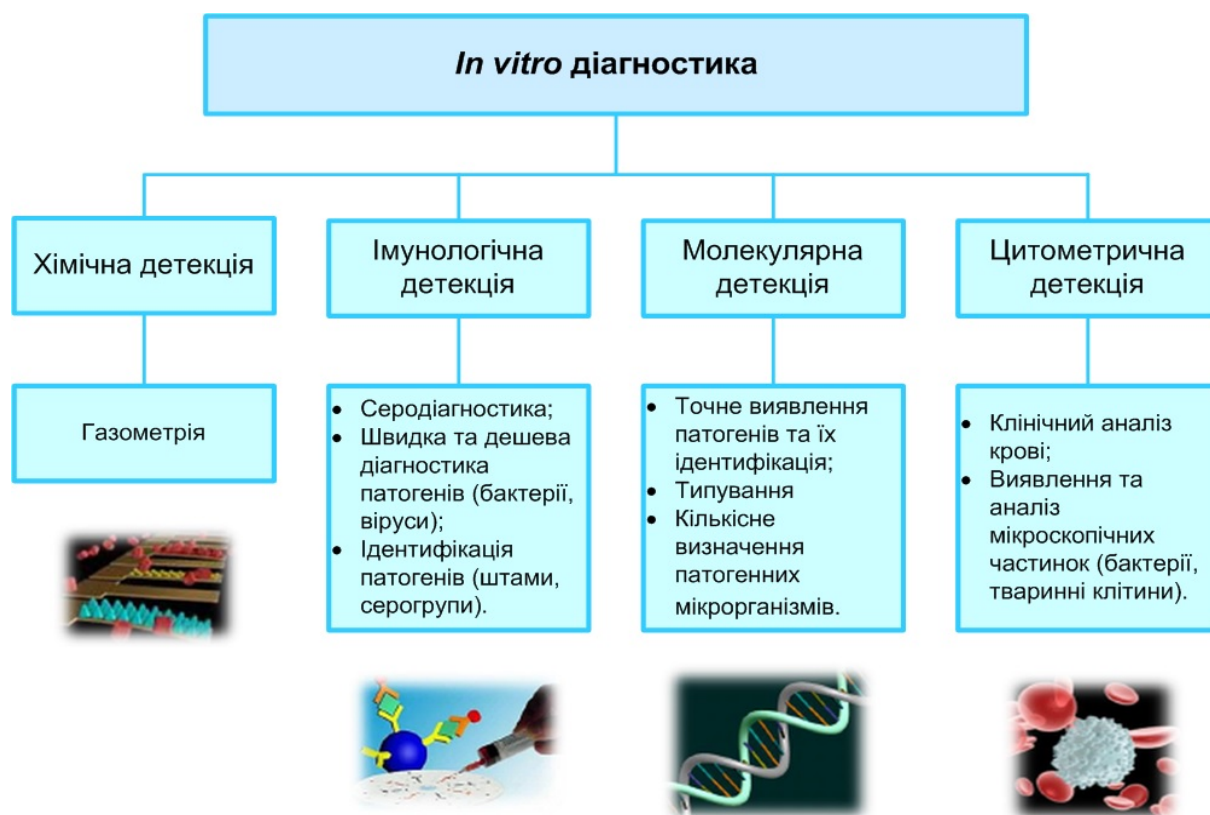 In vitro діагностика
Хімічна детекція
Імунологічна
детекція
Молекулярна
детекція
Цитометрична
детекція
Газометрія
• Серодіагностика;
• Швидка та дешева
діагностика
патогенів (бактерії,
віруси);
• Ідентифікація
патогенів (штами,
серогрупи).
• Точне виявлення
патогенів та їх
ідентифікація;
• Типування
• Кількісне
визначення
патогенних
мікрорганізмів.
• Клінічний аналіз
крові;
• Виявлення та
аналіз
мікроскопічних
частинок (бактерії,
тваринні клітини).